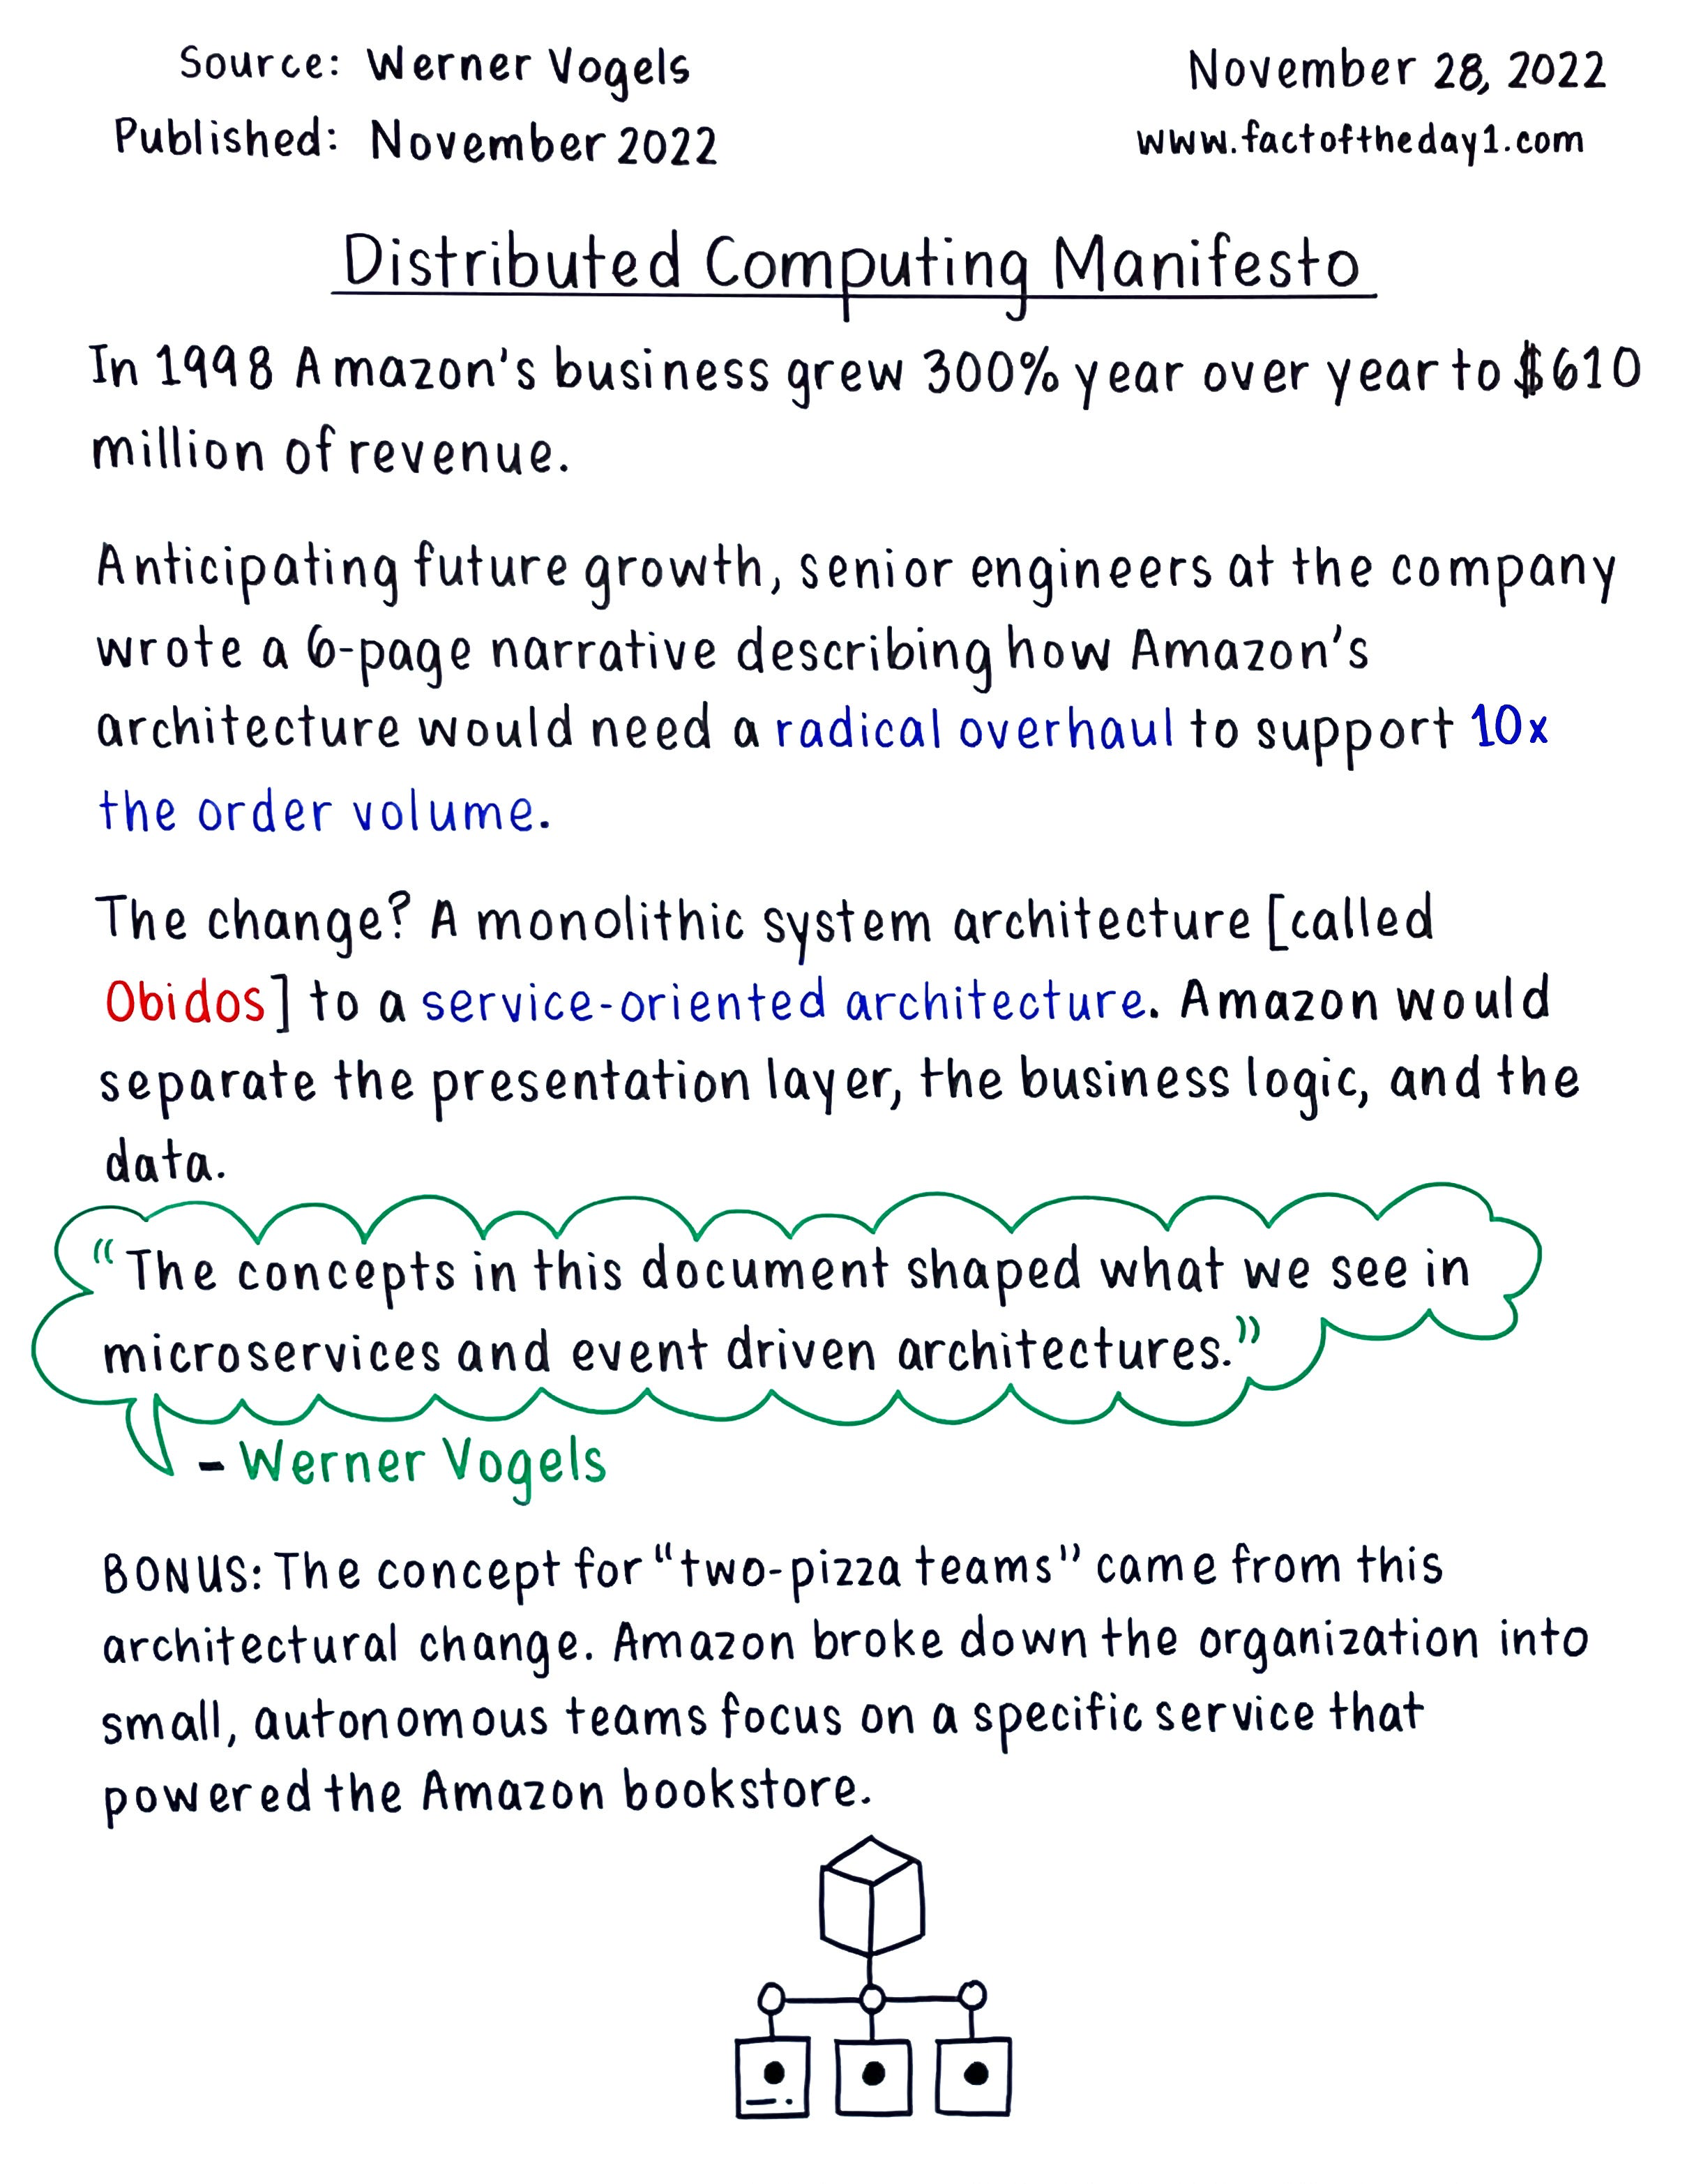 Source: Werner Vogels
Published: November 2022
November 28, 2022
www.factoftheday1.com
Distributed Computing Manifesto
In 1998 Amazon's business grew 300% year over year to $610
million of revenue.
Anticipating future growth, senior engineers at the company
wrote a 6-page narrative describing how Amazon's
architecture would need a radical overhaul to support 10x
the order volume.
The change? A monolithic system architecture [called
Obidos] to a service-oriented architecture. Amazon would
separate the presentation layer, the business logic, and the
data.
"The concepts in this document shaped what we see in
microservices and event driven architectures."
- Werner Vogels
BONUS: The concept for "two-pizza teams" came from this
architectural change. Amazon broke down the organization into
small, autonomous teams focus on a specific service that
powered the Amazon bookstore.